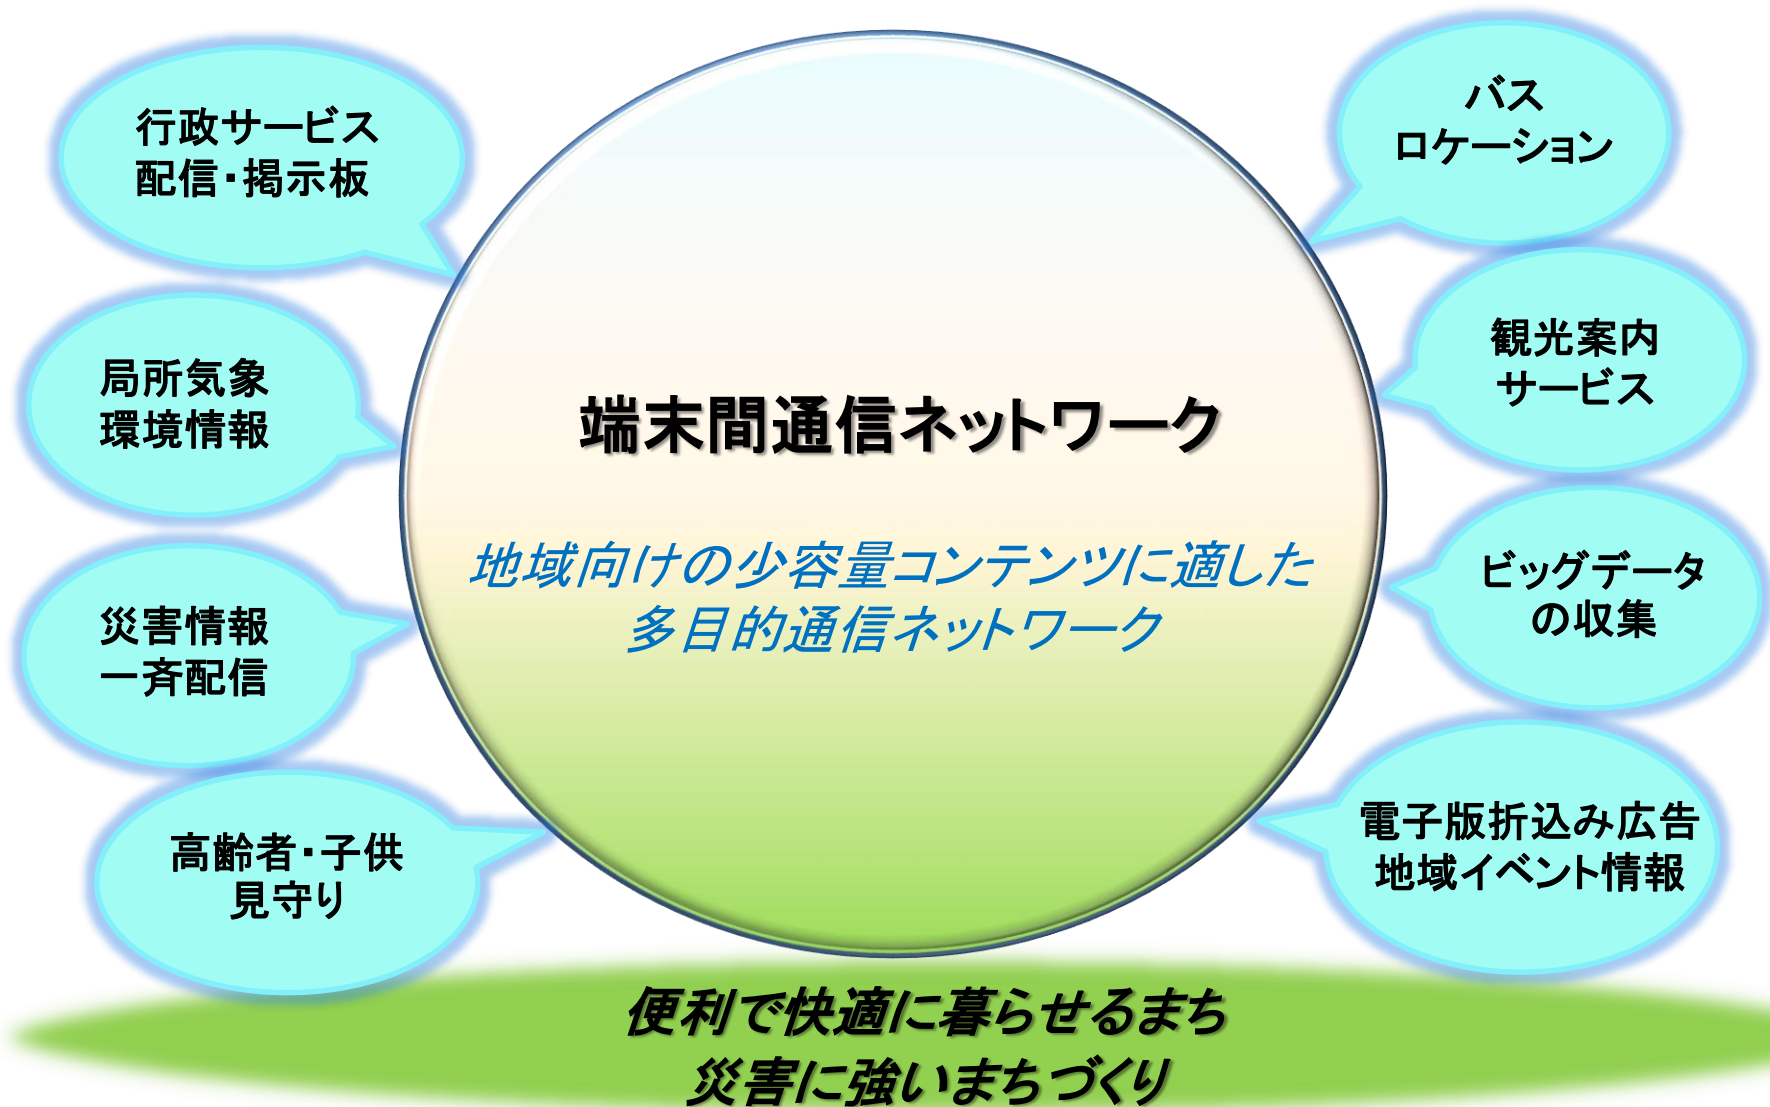 行政サービス
配信・掲示板
局所気象
環境情報
災害情報
一斉配信
高齢者・子供
見守り
端末間通信ネットワーク
地域向けの少容量コンテンツに適した
多目的通信ネットワーク
バス
ロケーション
観光案内
サービス
ビッグデータ
の収集
電子版折込み広告
地域イベント情報
便利で快適に暮らせるまち
災害に強いまちづくり